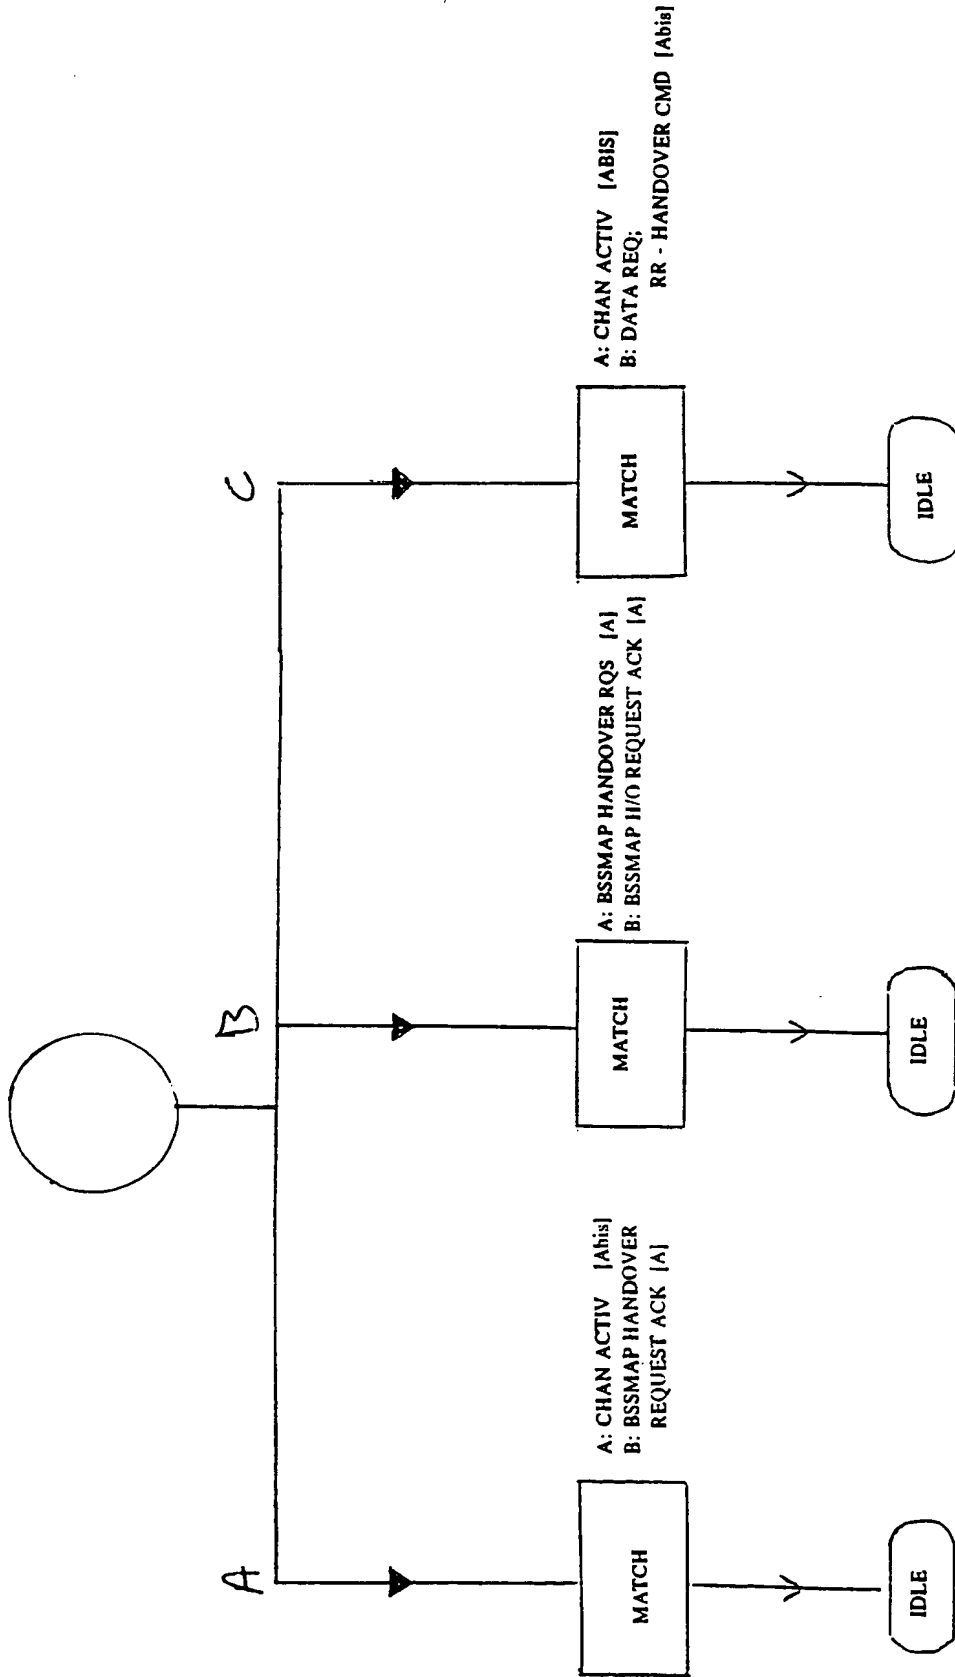 A
B
C
MATCH
A: CHAN ACTIV [Abis]
B: BSSMAP HANDOVER
REQUEST ACK [A]
MATCH
A: BSSMAP HANDOVER RQS [A]
B: BSSMAP H/O REQUEST ACK [A]
MATCH
A: CHAN ACTIV [ABIS]
B: DATA REQ;
RR - HANDOVER CMD [Abis]
IDLE
IDLE
IDLE